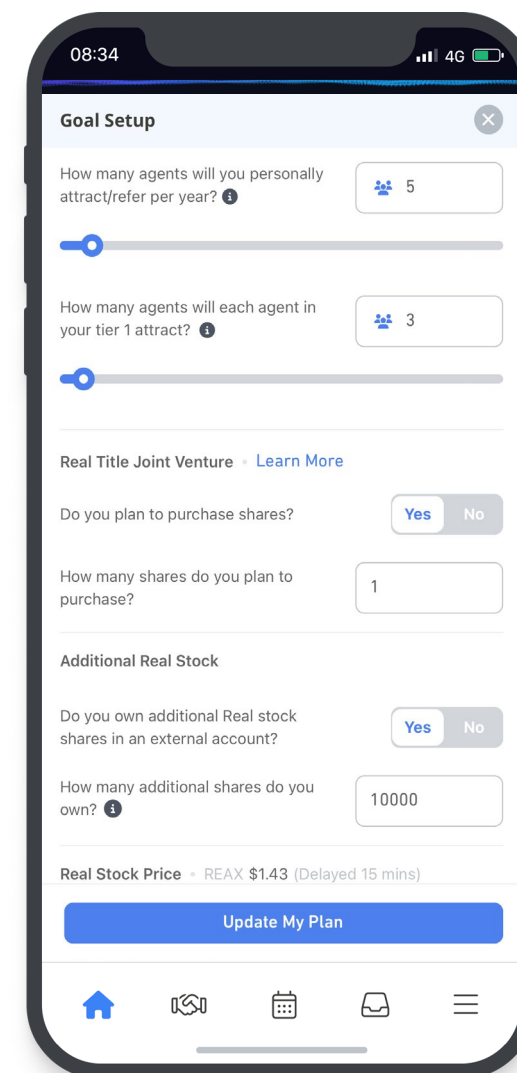 08:34
4G
Goal Setup
How many agents will you personally
attract/refer per year?
5
How many agents will each agent in
your tier 1 attract?
3
Real Title Joint Venture • Learn More
Do you plan to purchase shares?
Yes No
How many shares do you plan to
purchase?
1
Additional Real Stock
Do you own additional Real stock
shares in an external account?
Yes No
How many additional shares do you
own?
10000
Real Stock Price • REAX $1.43 (Delayed 15 mins)
Update My Plan